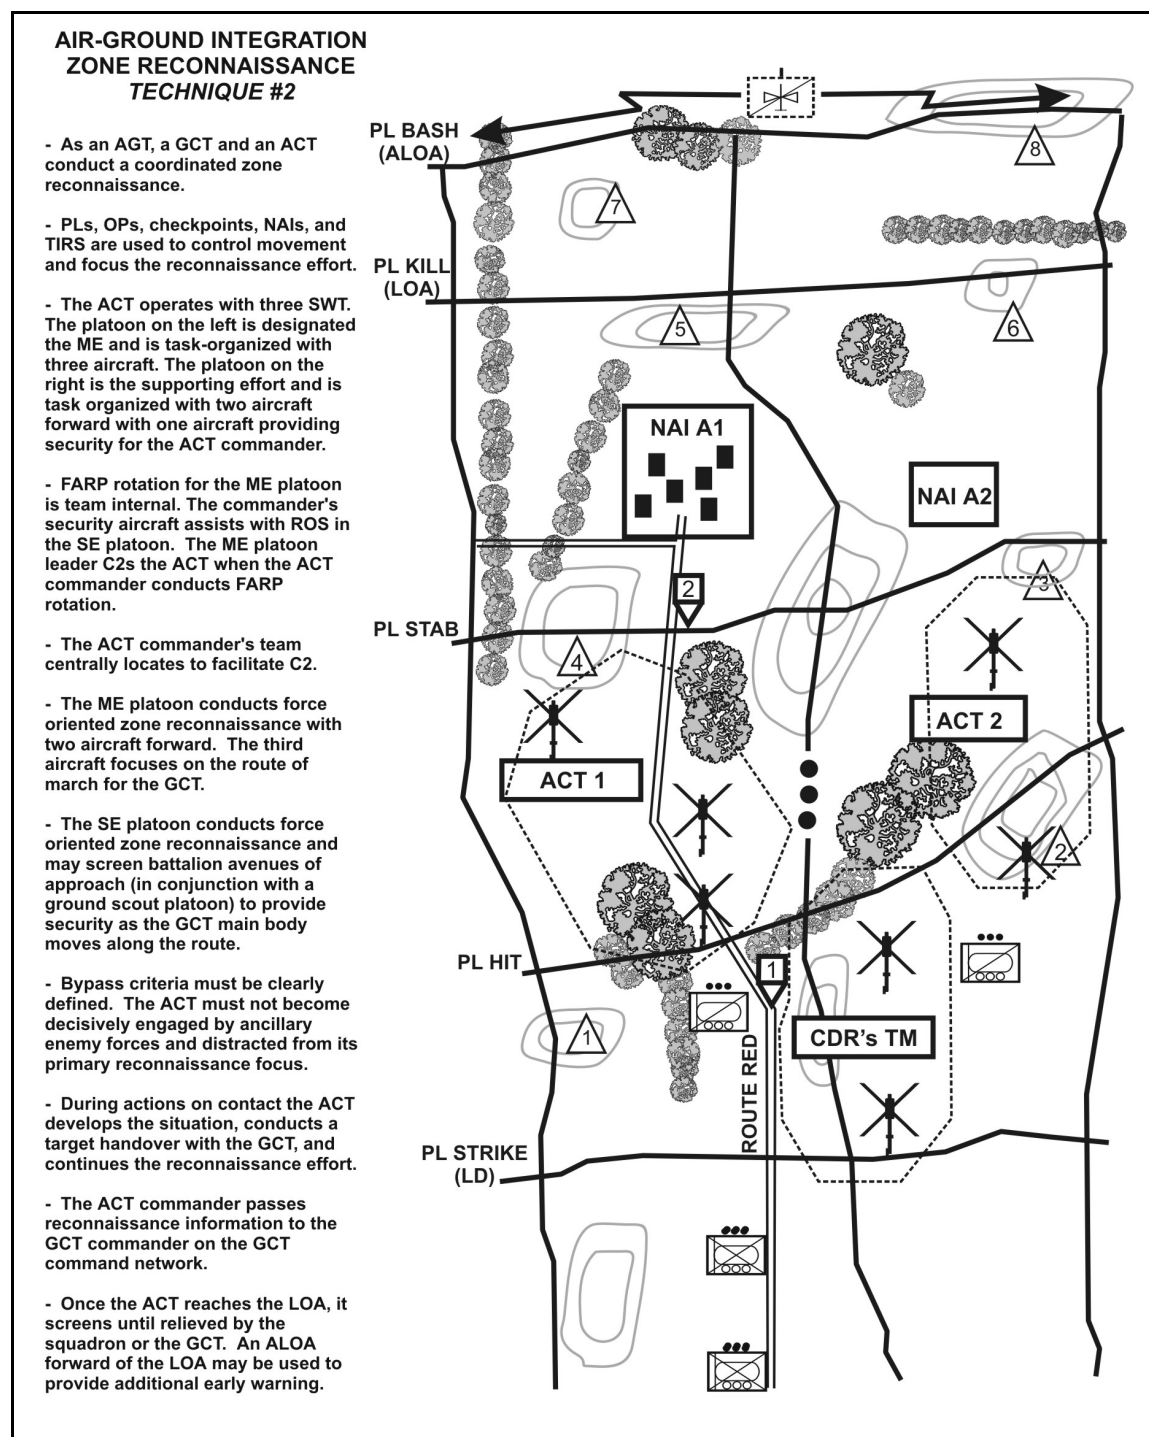 AIR-GROUND INTEGRATION
ZONE RECONNAISSANCE
TECHNIQUE #2
- As an AGT, a GCT and an ACT
conduct a coordinated zone
reconnaissance.
- PLs, OPs, checkpoints, NAIs, and
TIRS are used to control movement
and focus the reconnaissance effort.
- The ACT operates with three SWT.
The platoon on the left is designated
the ME and is task-organized with
three aircraft. The platoon on the
right is the supporting effort and is
task organized with two aircraft
forward with one aircraft providing
security for the ACT commander.
- FARP rotation for the ME platoon
is team internal. The commander's
security aircraft assists with ROS in
the SE platoon. The ME platoon
leader C2s the ACT when the ACT
commander conducts FARP
rotation.
- The ACT commander's team
centrally locates to facilitate C2.
- The ME platoon conducts force
oriented zone reconnaissance with
two aircraft forward. The third
aircraft focuses on the route of
march for the GCT.
- The SE platoon conducts force
oriented zone reconnaissance and
may screen battalion avenues of
approach (in conjunction with a
ground scout platoon) to provide
security as the GCT main body
moves along the route.
- Bypass criteria must be clearly
defined. The ACT must not become
decisively engaged by ancillary
enemy forces and distracted from its
primary reconnaissance focus.
- During actions on contact the ACT
develops the situation, conducts a
target handover with the GCT, and
continues the reconnaissance effort.
- The ACT commander passes
reconnaissance information to the
GCT commander on the GCT
command network.
- Once the ACT reaches the LOA, it
screens until relieved by the
squadron or the GCT. An ALOA
forward of the LOA may be used to
provide additional early warning.
PL BASH
(ALOA)
8
7
PL KILL
(LOA)
5
6
NAI A1
NAI A2
3
2
PL STAB
4
ACT 2
ACT 1
2
PL HIT
1
1
CDR's TM
ROUTE RED
PL STRIKE
(LD)